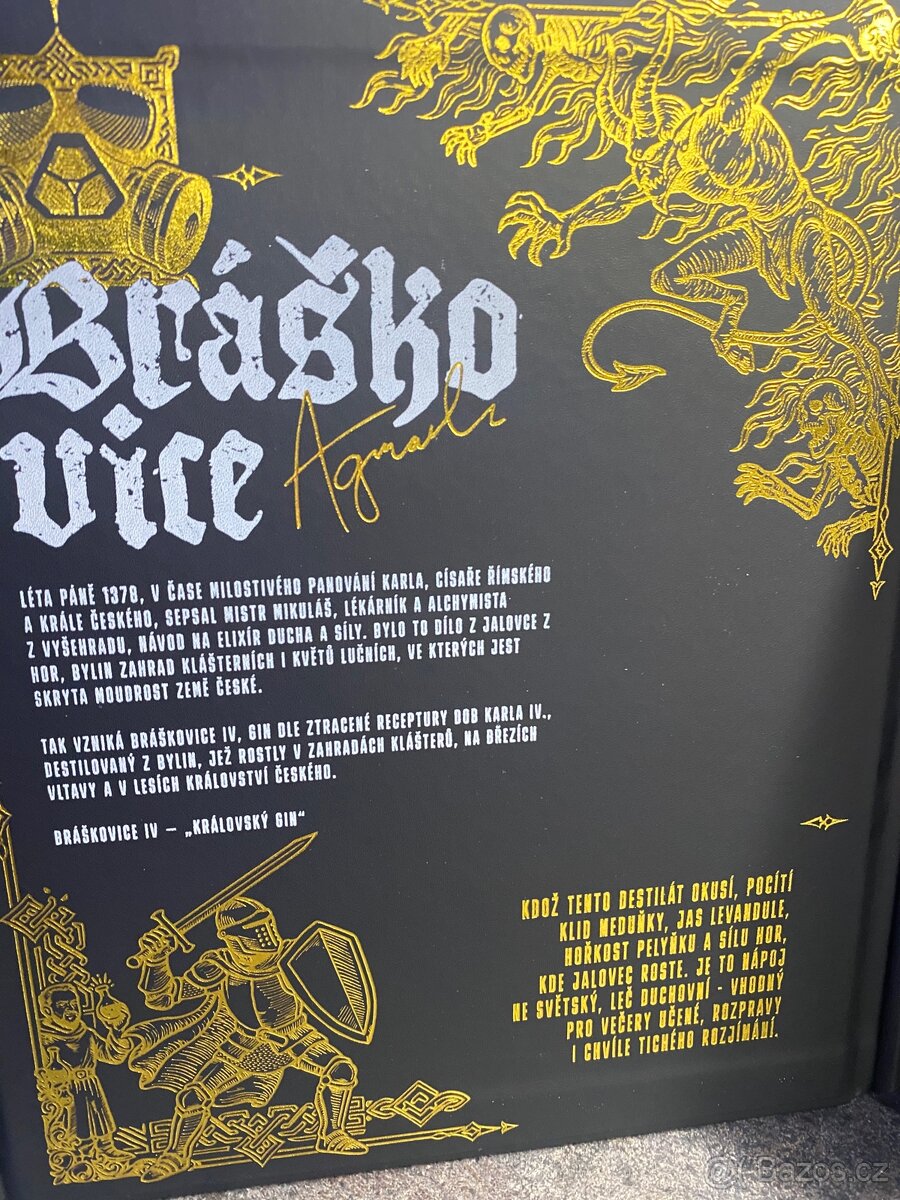 Bráško
vice
LÉTA PÁNĚ 1378, V ČASE MILOSTIVÉHO PANOVÁNÍ KARLA, CÍSAŘE ŘÍMSKÉHO
A KRÁLE ČESKÉHO, SEPSAL MISTR MIKULÁŠ, LÉKÁRNÍK A ALCHYMISTA
Z VYŠEHRADU, NÁVOD NA ELIXÍR DUCHA A SÍLY. BYLO TO DÍLO Z JALOVCE Z
HOR, BYLIN ZAHRAD KLÁŠTERNÍCH I KVĚTŮ LUČNÍCH, VE KTERÝCH JEST
SKRYTA MOUDROST ZEMĚ ČESKÉ.
TAK VZNIKÁ BRÁŠKOVICE IV, GIN DLE ZTRACENÉ RECEPTURY DOB KARLA IV.,
DESTILOVANÝ Z BYLIN, JEŽ ROSTLY V ZAHRADÁCH KLÁŠTERŮ, NA BŘEZÍCH
VLTAVY A V LESÍCH KRÁLOVSTVÍ ČESKÉHO.
BRÁŠKOVICE IV – „KRÁLOVSKÝ GIN“
KDOŽ TENTO DESTILÁT OKUSÍ, POCÍTÍ
KLID MEDUŇKY, JAS LEVANDULE,
HOŘKOST PELYŇKU A SÍLU HOR,
KDE JALOVEC ROSTE. JE TO NÁPOJ
NE SVĚTSKÝ, LEČ DUCHOVNÍ - VHODNÝ
PRO VEČERY UČENÉ, ROZPRAVY
I CHVÍLE TICHÉHO ROZJÍMÁNÍ.
Bazos.cz